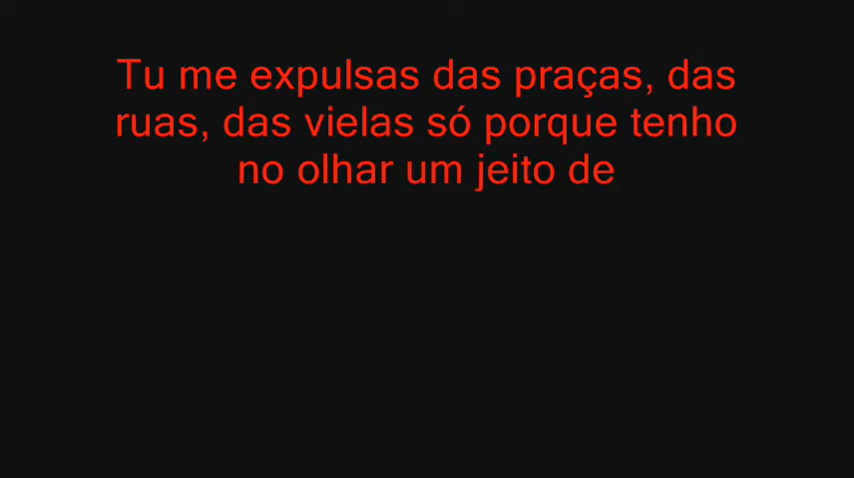 Tu me expulsas das praças, das
ruas, das vielas só porque tenho
no olhar um jeito de